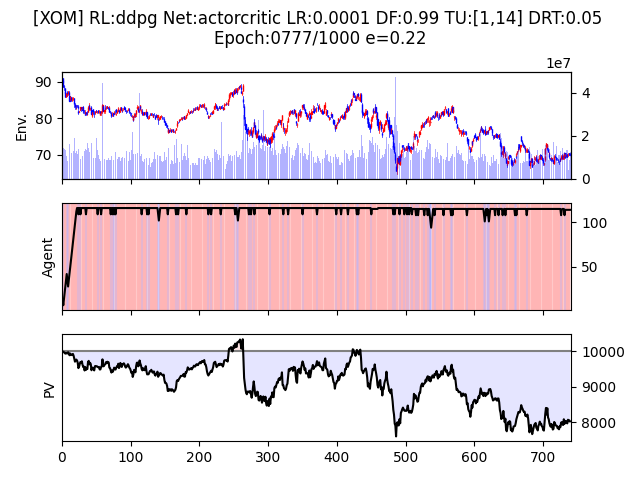 [XOM] RL:ddpg Net:actorcritic LR:0.0001 DF:0.99 TU:[1,14] DRT:0.05
Epoch:0777/1000 e=0.22
1e7
Env.
90
80
70
4
2
0
Agent
100
50
PV
10000
9000
8000
0 100 200 300 400 500 600 700